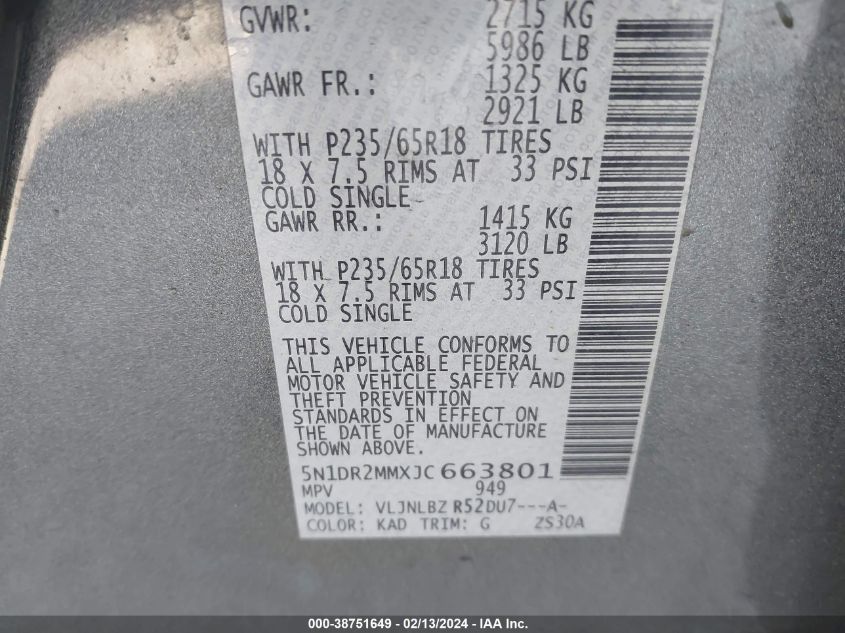 GVWR: 2715 KG
5986 LB
GAWR FR.: 1325 KG
2921 LB
WITH P235/65R18 TIRES
18 X 7.5 RIMS AT 33 PSI
COLD SINGLE
GAWR RR.: 1415 KG
3120 LB
WITH P235/65R18 TIRES
18 X 7.5 RIMS AT 33 PSI
COLD SINGLE
THIS VEHICLE CONFORMS TO
ALL APPLICABLE FEDERAL
MOTOR VEHICLE SAFETY AND
THEFT PREVENTION
STANDARDS IN EFFECT ON
THE DATE OF MANUFACTURE
SHOWN ABOVE.
5N1DR2MMXJC663801
MPV 949
MODEL: VLJNLBZ R52DU7---A-
COLOR: KAD TRIM: G ZS30A
000-38751649 - 02/13/2024 - IAA Inc.